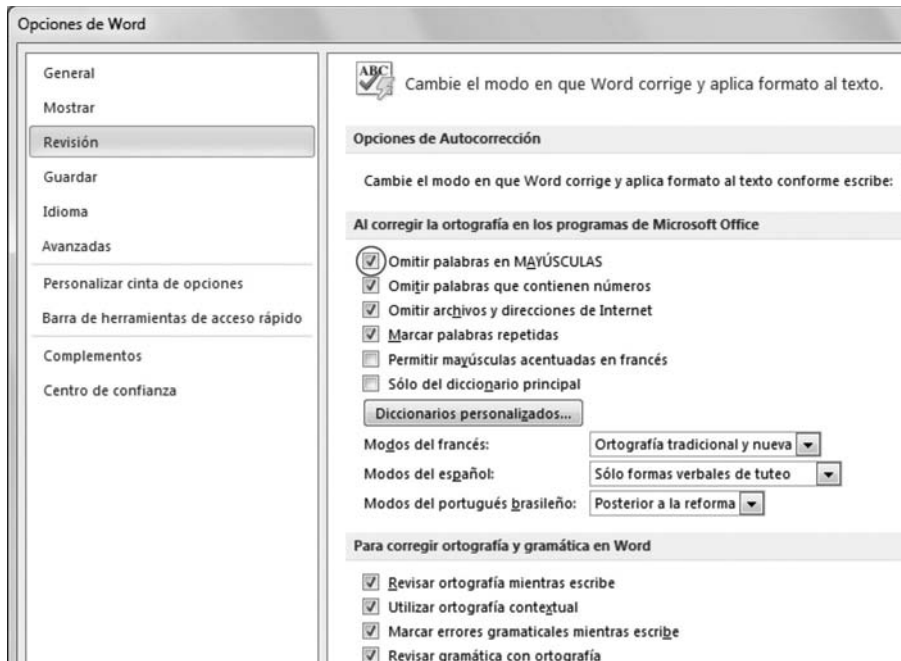 Opciones de Word
General
Mostrar
Revisión
Guardar
Idioma
Avanzadas
Personalizar cinta de opciones
Barra de herramientas de acceso rápido
Complementos
Centro de confianza
ABC
Cambie el modo en que Word corrige y aplica formato al texto.
Opciones de Autocorrección
Cambie el modo en que Word corrige y aplica formato al texto conforme escribe:
Al corregir la ortografía en los programas de Microsoft Office
Omitir palabras en MAYÚSCULAS
Omitir palabras que contienen números
Omitir archivos y direcciones de Internet
Marcar palabras repetidas
Permitir mayúsculas acentuadas en francés
Sólo del diccionario principal
Diccionarios personalizados...
Modos del francés: Ortografía tradicional y nueva
Modos del español: Sólo formas verbales de tuteo
Modos del portugués brasileño: Posterior a la reforma
Para corregir ortografía y gramática en Word
Revisar ortografía mientras escribe
Utilizar ortografía contextual
Marcar errores gramaticales mientras escribe
Revisar gramática con ortografía